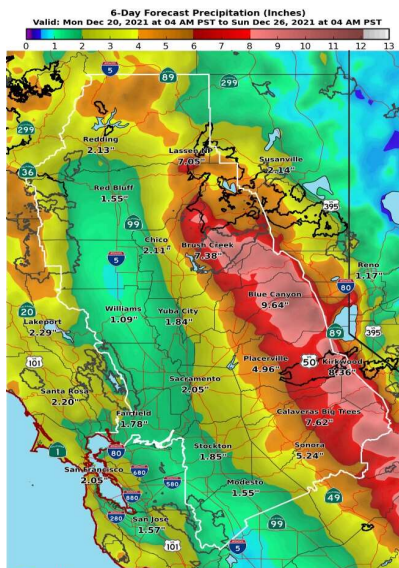 6-Day Forecast Precipitation (Inches)
Valid: Mon Dec 20, 2021 at 04 AM PST to Sun Dec 26, 2021 at 04 AM PST
0 1 2 3 4 5 6 7 8 9 10 11 12 13
5
89
299
299
Redding
2.13"
Lassen NP
7.05"
Susanville
2.14"
36
Red Bluff
1.55"
395
99
Chico
2.11"
Brush Creek
7.38"
5
Reno
1.17"
80
Blue Canyon
9.64"
20
Williams
1.09"
Yuba City
1.84"
Lakeport
2.29"
89
395
101
Placerville
4.96"
50
Kirkwood
8.36"
Sacramento
2.05"
Santa Rosa
2.20"
Calaveras Big Trees
7.62"
Fairfield
1.78"
Stockton
1.85"
Sonora
5.24"
1
80
San Francisco
2.05"
680
580
Modesto
1.55"
880
49
280
San Jose
1.57"
99
101
5